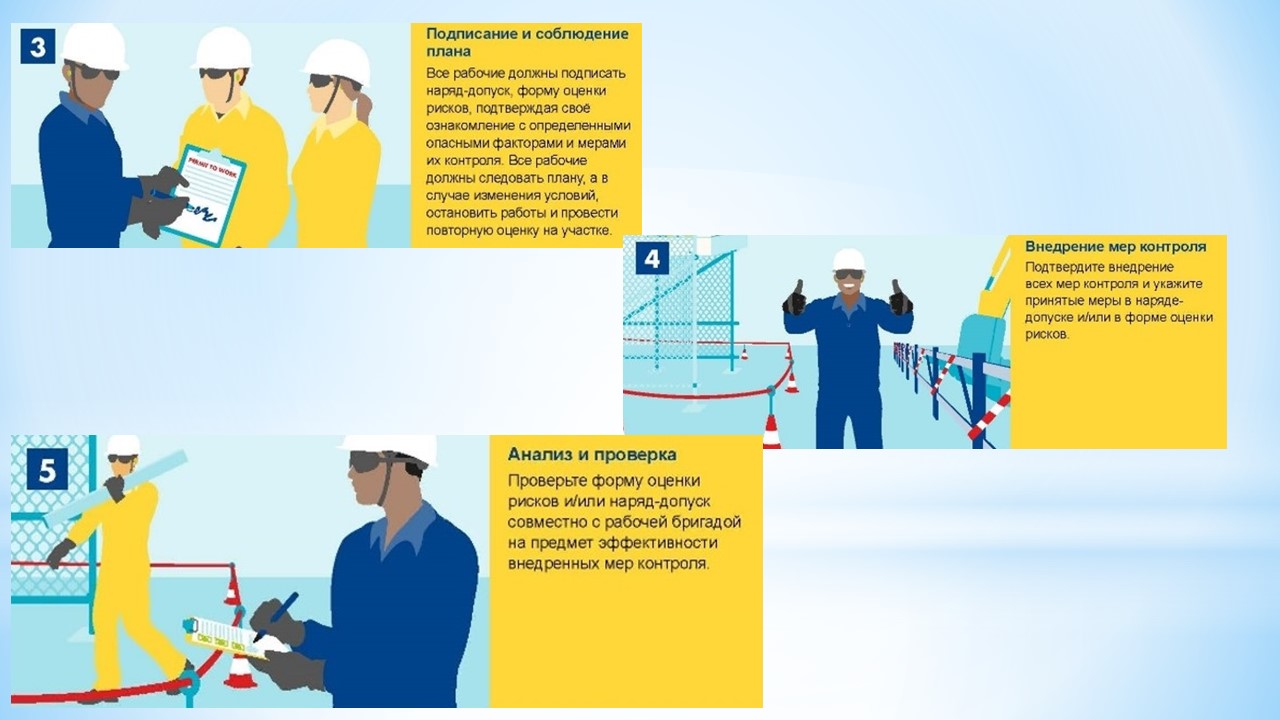 3
Подписание и соблюдение
плана
Все рабочие должны подписать
наряд-допуск, форму оценки
рисков, подтверждая своё
ознакомление с определенными
опасными факторами и мерами
их контроля. Все рабочие
должны следовать плану, а в
случае изменения условий,
остановить работы и провести
повторную оценку на участке.
PERMIT TO WORK
4
Внедрение мер контроля
Подтвердите внедрение
всех мер контроля и укажите
принятые меры в наряде-
допуске и/или в форме оценки
рисков.
5
Анализ и проверка
Проверьте форму оценки
рисков и/или наряд-допуск
совместно с рабочей бригадой
на предмет эффективности
внедренных мер контроля.